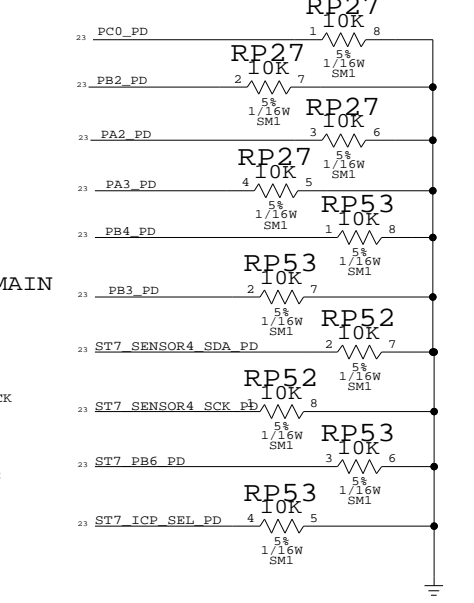 RP27
10K
23 PC0_PD 1 8
5%
1/16W
SM1
RP27
10K
23 PB2_PD 2 7
5%
1/16W
SM1
RP27
10K
23 PA2_PD 3 6
5%
1/16W
SM1
RP27
10K
23 PA3_PD 4 5
5%
1/16W
SM1
RP53
10K
23 PB4_PD 1 8
5%
1/16W
SM1
MAIN
RP53
10K
23 PB3_PD 2 7
5%
1/16W
SM1
RP52
10K
23 ST7_SENSOR4_SDA_PD 2 7
5%
1/16W
SM1
CK
RP52
10K
23 ST7_SENSOR4_SCK_PD 1 8
5%
1/16W
SM1
RP53
10K
23 ST7_PB6_PD 3 6
5%
1/16W
SM1
RP53
10K
23 ST7_ICP_SEL_PD 4 5
5%
1/16W
SM1